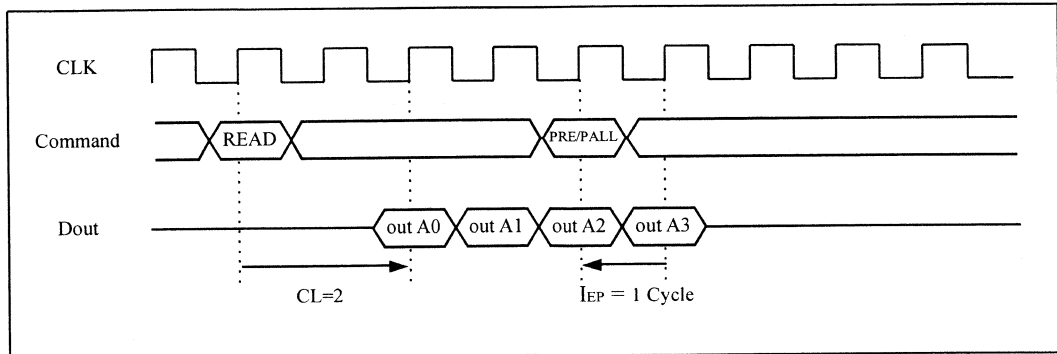 CLK
Command
READ
PRE/PALL
Dout
out A0
out A1
out A2
out A3
CL=2
IEP = 1 Cycle